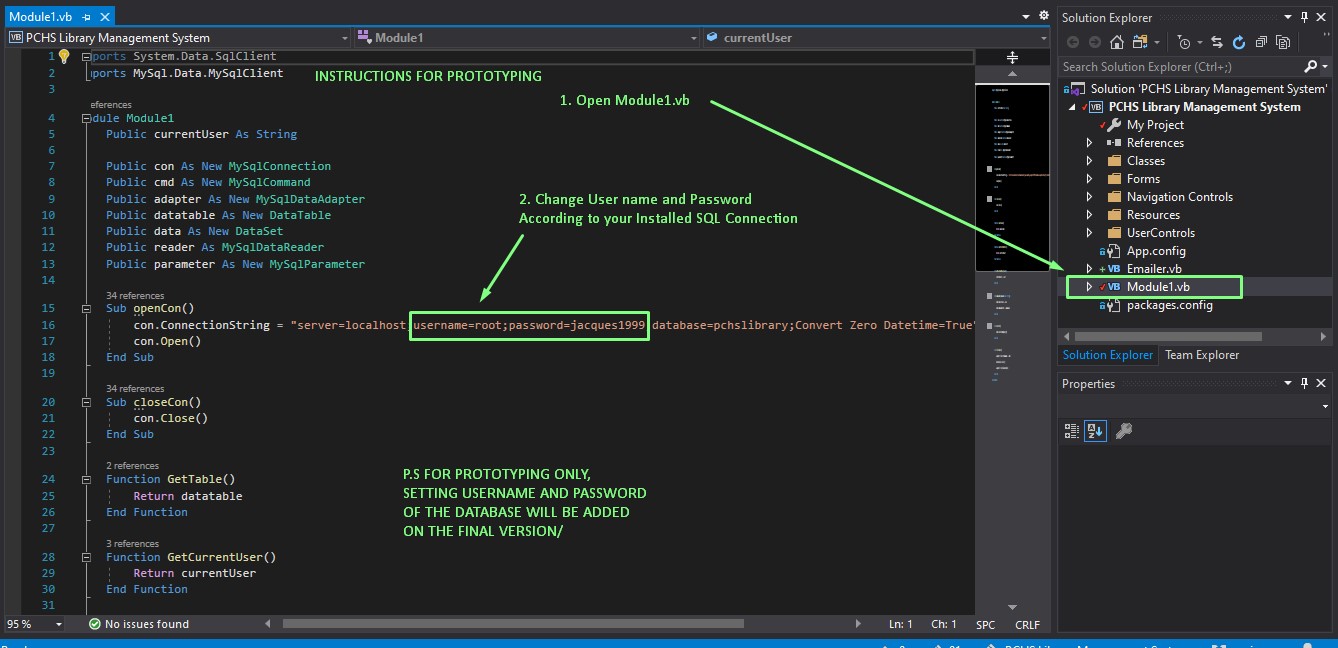 Module1.vb
VB PCHS Library Management System
Module1
currentUser
1 ports System.Data.SqlClient
2 ports MySql.Data.MySqlClient
INSTRUCTIONS FOR PROTOTYPING
3
1. Open Module1.vb
eferences
4 dule Module1
5 Public currentUser As String
6
7 Public con As New MySqlConnection
8 Public cmd As New MySqlCommand
9 Public adapter As New MySqlDataAdapter
10 Public datatable As New DataTable
11 Public data As New DataSet
12 Public reader As MySqlDataReader
13 Public parameter As New MySqlParameter
14
2. Change User name and Password
According to your Installed SQL Connection
34 references
15 Sub openCon()
16 con.ConnectionString = "server=localhost;username=root;password=jacques1999;database=pchslibrary;Convert Zero Datetime=True"
17 con.Open()
18 End Sub
19
34 references
20 Sub closeCon()
21 con.Close()
22 End Sub
23
2 references
24 Function GetTable()
25 Return datatable
26 End Function
27
P.S FOR PROTOTYPING ONLY,
SETTING USERNAME AND PASSWORD
OF THE DATABASE WILL BE ADDED
ON THE FINAL VERSION/
3 references
28 Function GetCurrentUser()
29 Return currentUser
30 End Function
31
95 %
No issues found
Ln: 1 Ch: 1 SPC CRLF
Solution Explorer
Search Solution Explorer (Ctrl+;)
Solution 'PCHS Library Management System'
VB PCHS Library Management System
My Project
References
Classes
Forms
Navigation Controls
Resources
UserControls
App.config
VB Emailer.vb
VB Module1.vb
packages.config
Solution Explorer Team Explorer
Properties